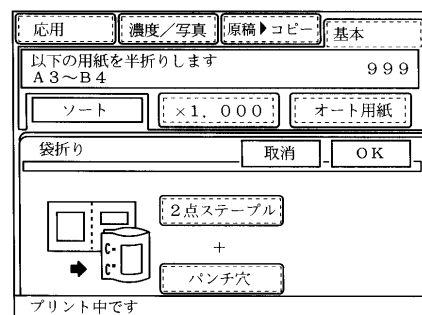 応用 濃度／写真 原稿▶コピー 基本
以下の用紙を半折りします
A3～B4 999
ソート ×1．000 オート用紙
袋折り 取消 OK
2点ステープル
+
パンチ穴
プリント中です